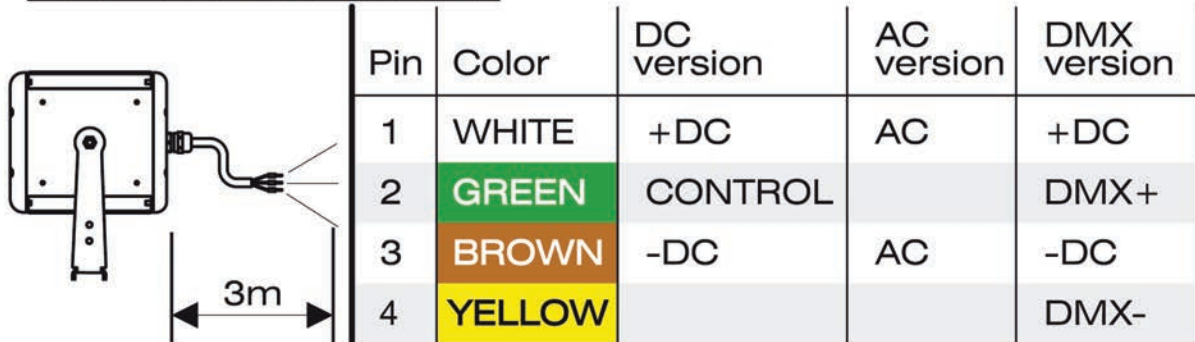 Pin Color DC version AC version DMX version
1 WHITE +DC AC +DC
2 GREEN CONTROL DMX+
3 BROWN -DC AC -DC
4 YELLOW DMX-
3m